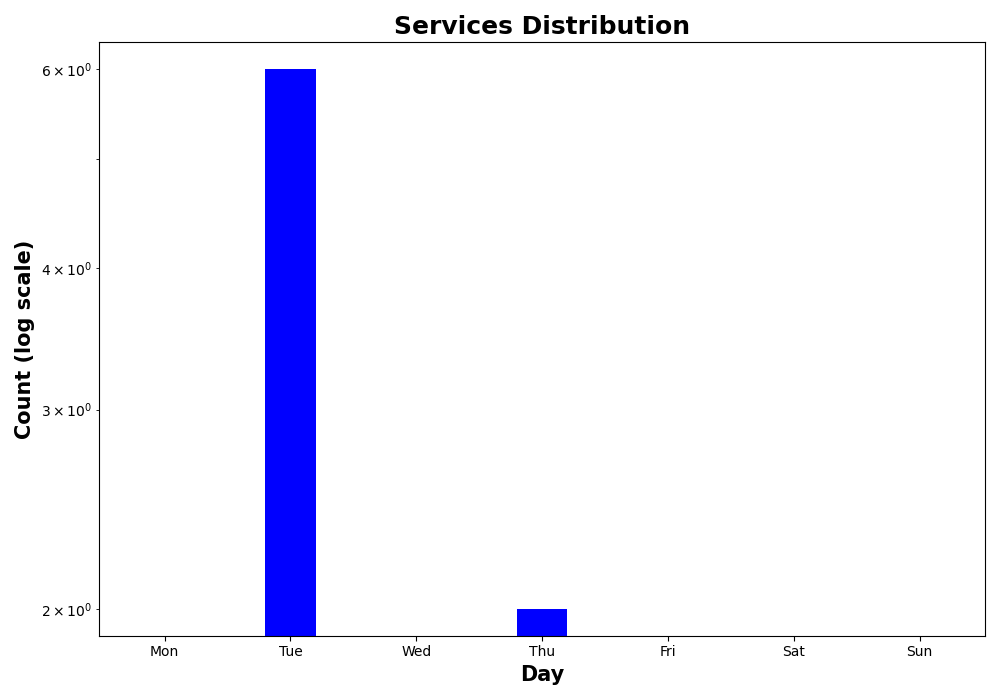 Services Distribution
6 × 10⁰
4 × 10⁰
3 × 10⁰
2 × 10⁰
Count (log scale)
Mon Tue Wed Thu Fri Sat Sun
Day